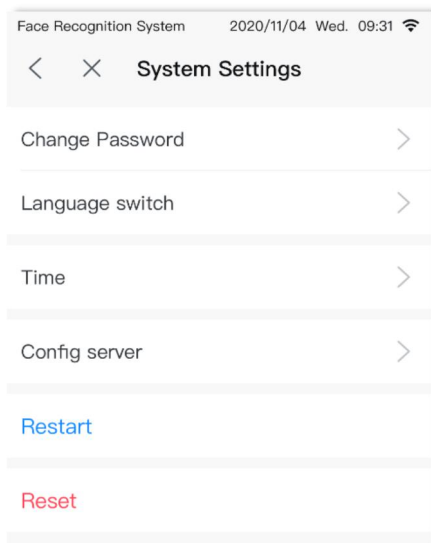 Face Recognition System 2020/11/04 Wed. 09:31
System Settings
Change Password
Language switch
Time
Config server
Restart
Reset